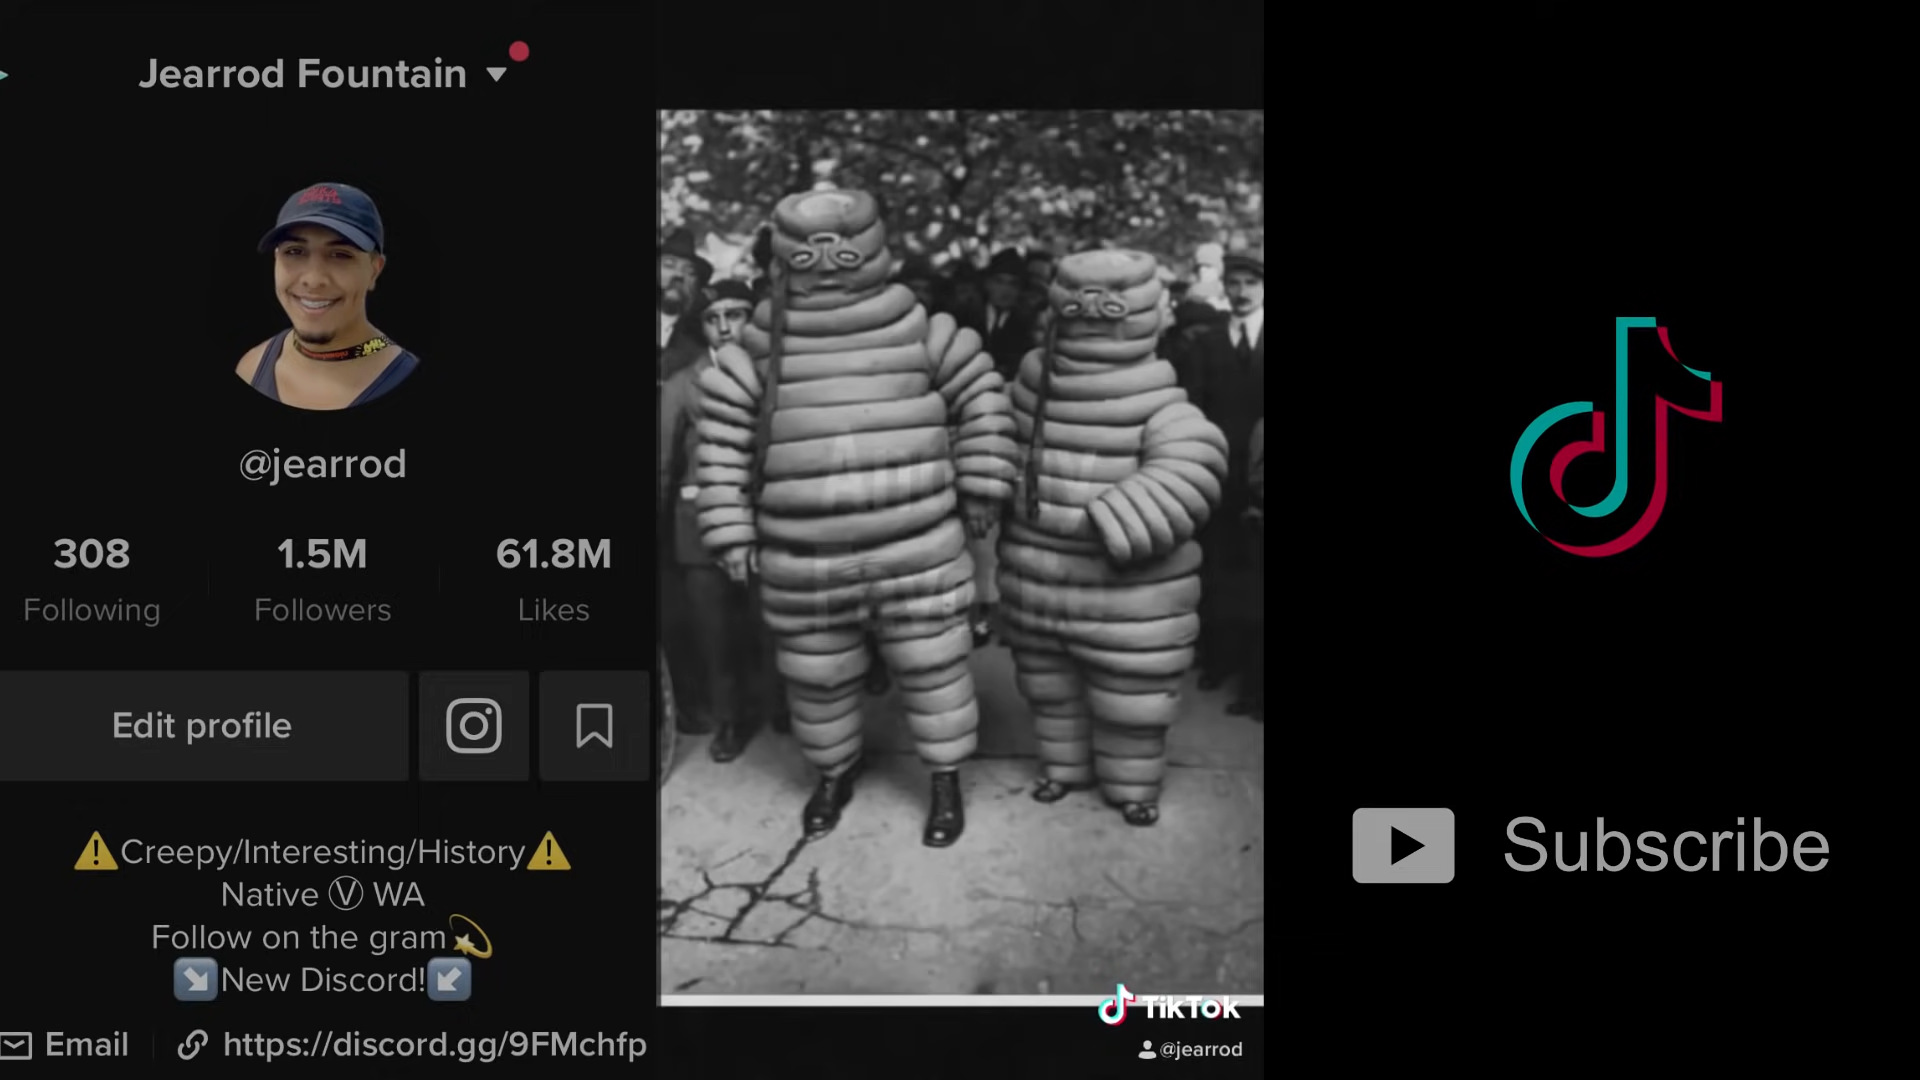 Jearrod Fountain
@jearrod
308
1.5M
61.8M
Following
Followers
Likes
Edit profile
⚠Creepy/Interesting/History⚠
Native Ⓥ WA
Follow on the gram💫
↘New Discord!↙
Email
https://discord.gg/9FMchfp
TikTok
@jearrod
Subscribe